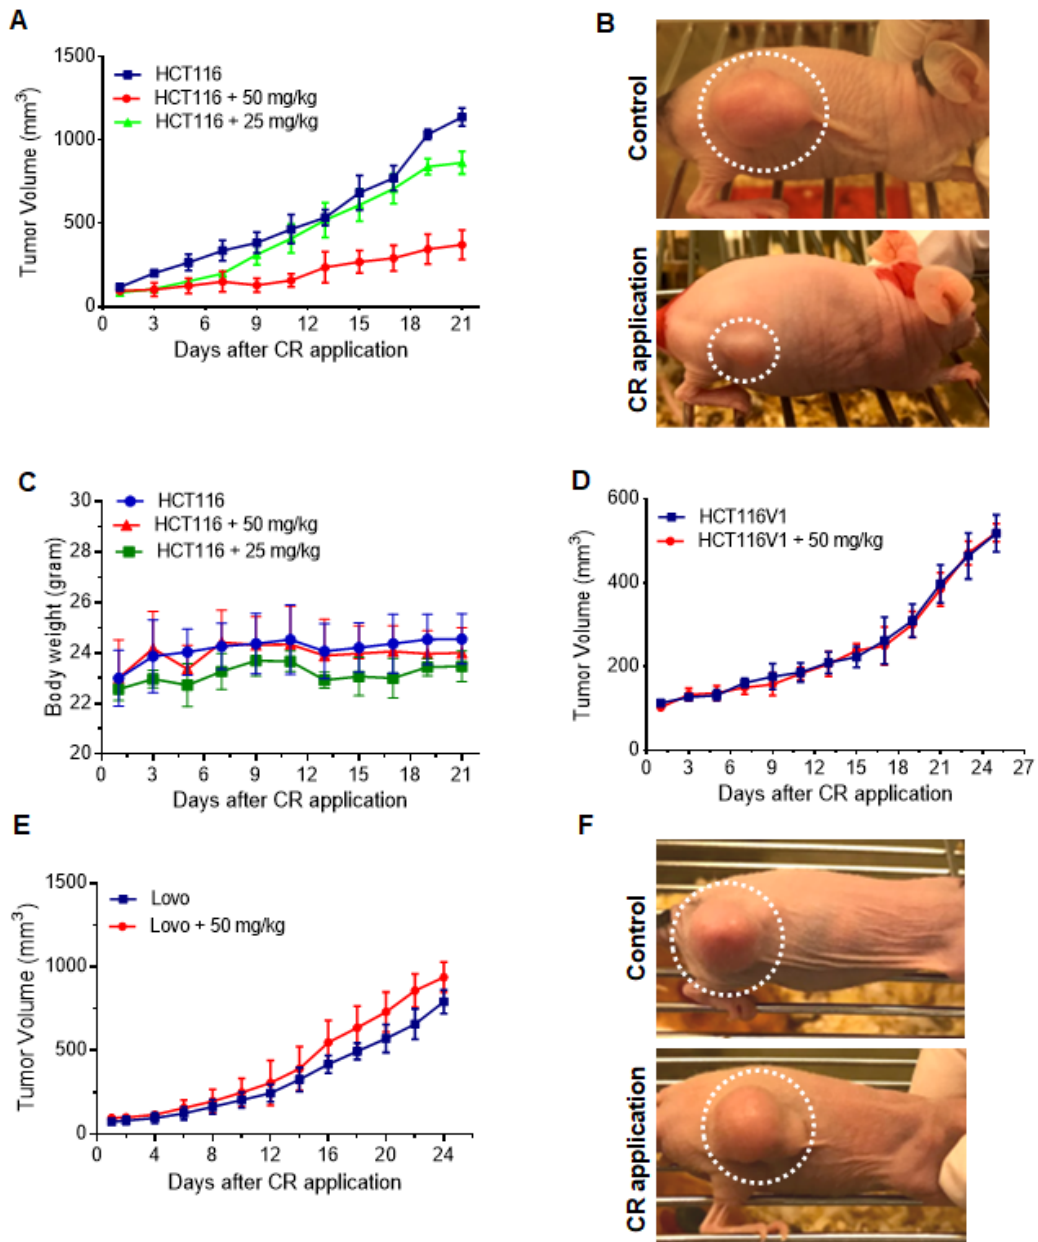 A
1500
1000
500
0
Tumor Volume (mm³)
HCT116
HCT116 + 50 mg/kg
HCT116 + 25 mg/kg
0 3 6 9 12 15 18 21
Days after CR application
B
Control
CR application
C
30
28
26
24
22
20
Body weight (gram)
HCT116
HCT116 + 50 mg/kg
HCT116 + 25 mg/kg
0 3 6 9 12 15 18 21
Days after CR application
D
600
400
200
0
Tumor Volume (mm³)
HCT116V1
HCT116V1 + 50 mg/kg
0 3 6 9 12 15 18 21 24 27
Days after CR application
E
1500
1000
500
0
Tumor Volume (mm³)
Lovo
Lovo + 50 mg/kg
0 4 8 12 16 20 24
Days after CR application
F
Control
CR application